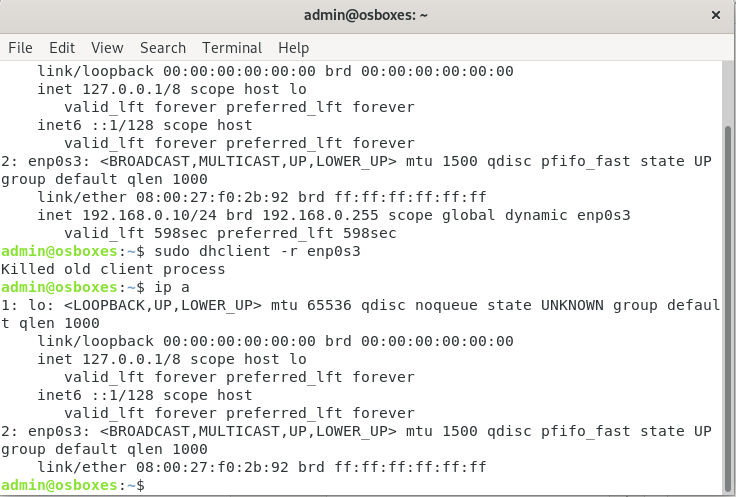 admin@osboxes: ~
×
File Edit View Search Terminal Help
link/loopback 00:00:00:00:00:00 brd 00:00:00:00:00:00
inet 127.0.0.1/8 scope host lo
valid_lft forever preferred_lft forever
inet6 ::1/128 scope host
valid_lft forever preferred_lft forever
2: enp0s3: <BROADCAST,MULTICAST,UP,LOWER_UP> mtu 1500 qdisc pfifo_fast state UP
group default qlen 1000
link/ether 08:00:27:f0:2b:92 brd ff:ff:ff:ff:ff:ff
inet 192.168.0.10/24 brd 192.168.0.255 scope global dynamic enp0s3
valid_lft 598sec preferred_lft 598sec
admin@osboxes:~$ sudo dhclient -r enp0s3
Killed old client process
admin@osboxes:~$ ip a
1: lo: <LOOPBACK,UP,LOWER_UP> mtu 65536 qdisc noqueue state UNKNOWN group defaul
t qlen 1000
link/loopback 00:00:00:00:00:00 brd 00:00:00:00:00:00
inet 127.0.0.1/8 scope host lo
valid_lft forever preferred_lft forever
inet6 ::1/128 scope host
valid_lft forever preferred_lft forever
2: enp0s3: <BROADCAST,MULTICAST,UP,LOWER_UP> mtu 1500 qdisc pfifo_fast state UP
group default qlen 1000
link/ether 08:00:27:f0:2b:92 brd ff:ff:ff:ff:ff:ff
admin@osboxes:~$